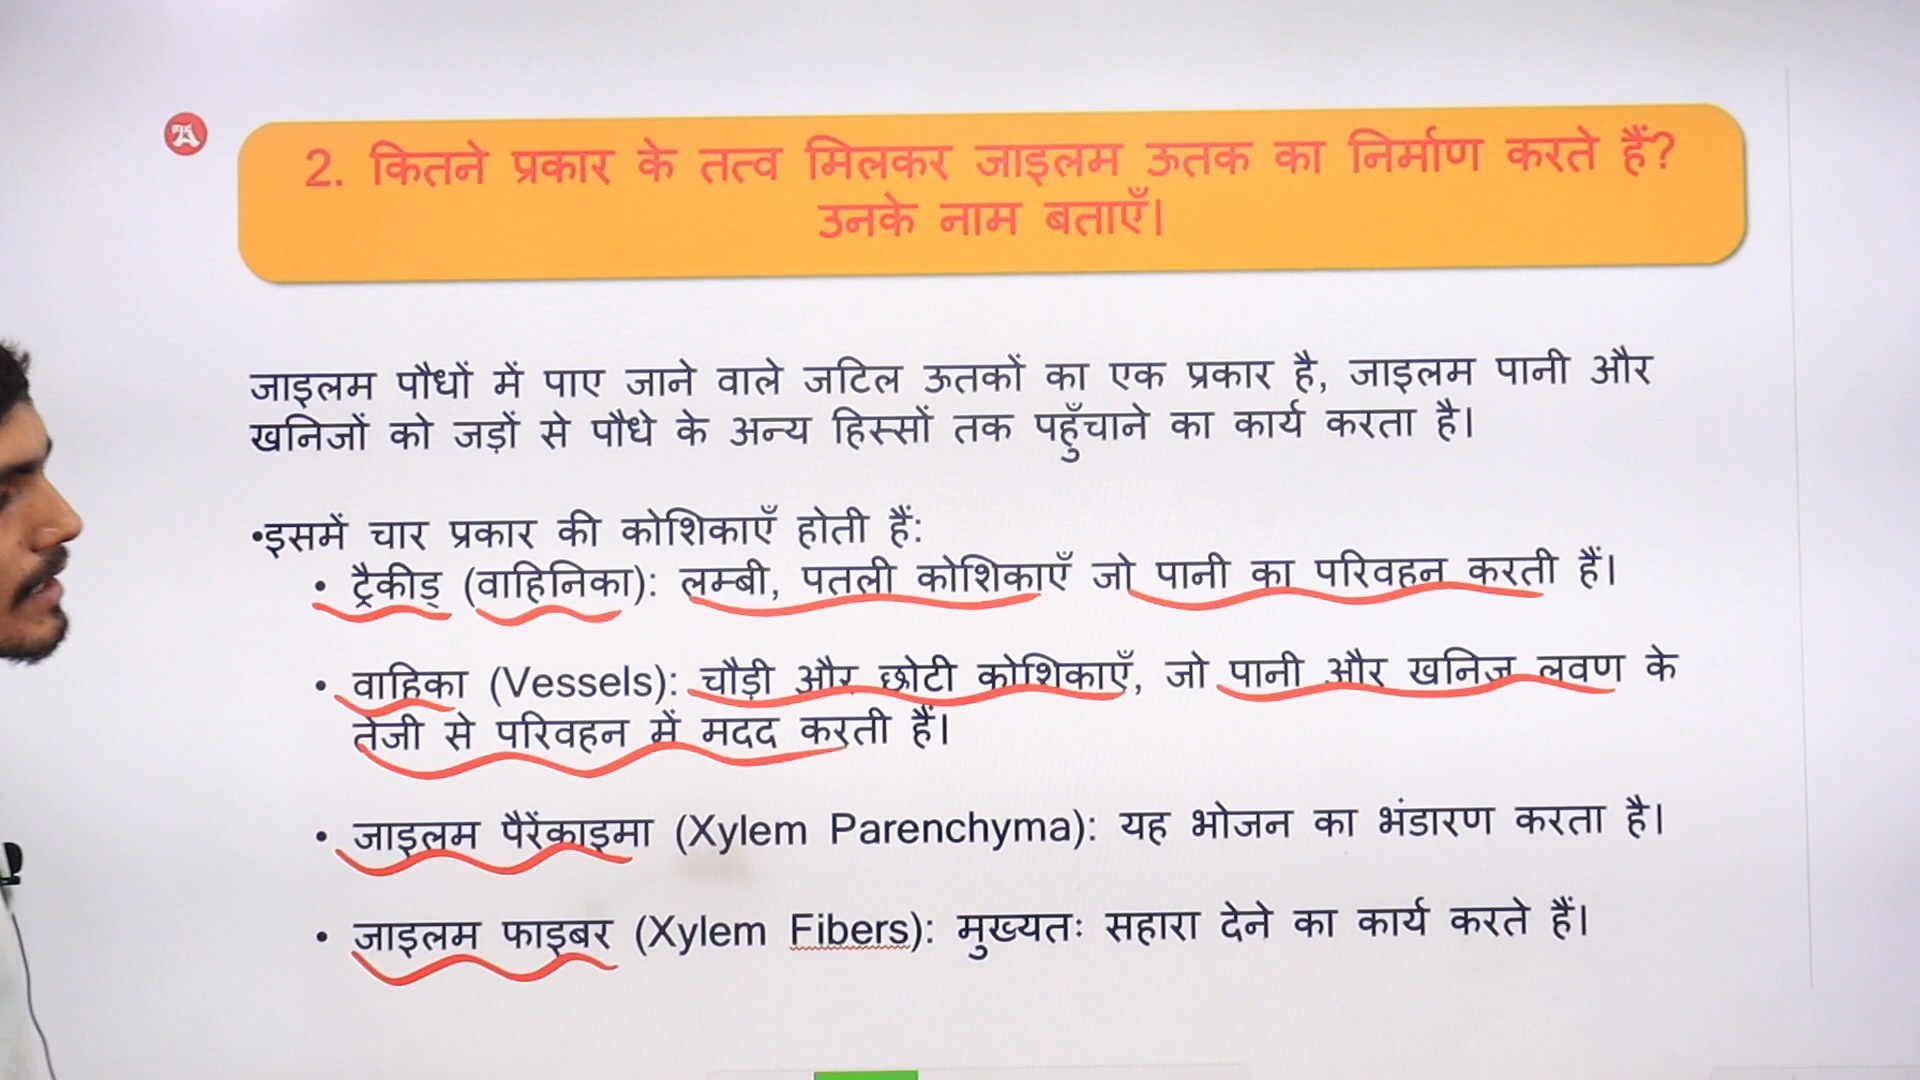 2. कितने प्रकार के तत्व मिलकर जाइलम ऊतक का निर्माण करते हैं?
उनके नाम बताएँ।
जाइलम पौधों में पाए जाने वाले जटिल ऊतकों का एक प्रकार है, जाइलम पानी और
खनिजों को जड़ों से पौधे के अन्य हिस्सों तक पहुँचाने का कार्य करता है।
•इसमें चार प्रकार की कोशिकाएँ होती हैं:
• ट्रैकीड् (वाहिनिका): लम्बी, पतली कोशिकाएँ जो पानी का परिवहन करती हैं।
• वाहिका (Vessels): चौड़ी और छोटी कोशिकाएँ, जो पानी और खनिज लवण के
तेजी से परिवहन में मदद करती हैं।
• जाइलम पैरेंकाइमा (Xylem Parenchyma): यह भोजन का भंडारण करता है।
• जाइलम फाइबर (Xylem Fibers): मुख्यतः सहारा देने का कार्य करते हैं।